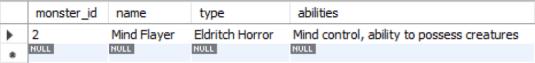 monster_id name type abilities
2 Mind Flayer Eldritch Horror Mind control, ability to possess creatures
NULL NULL NULL NULL